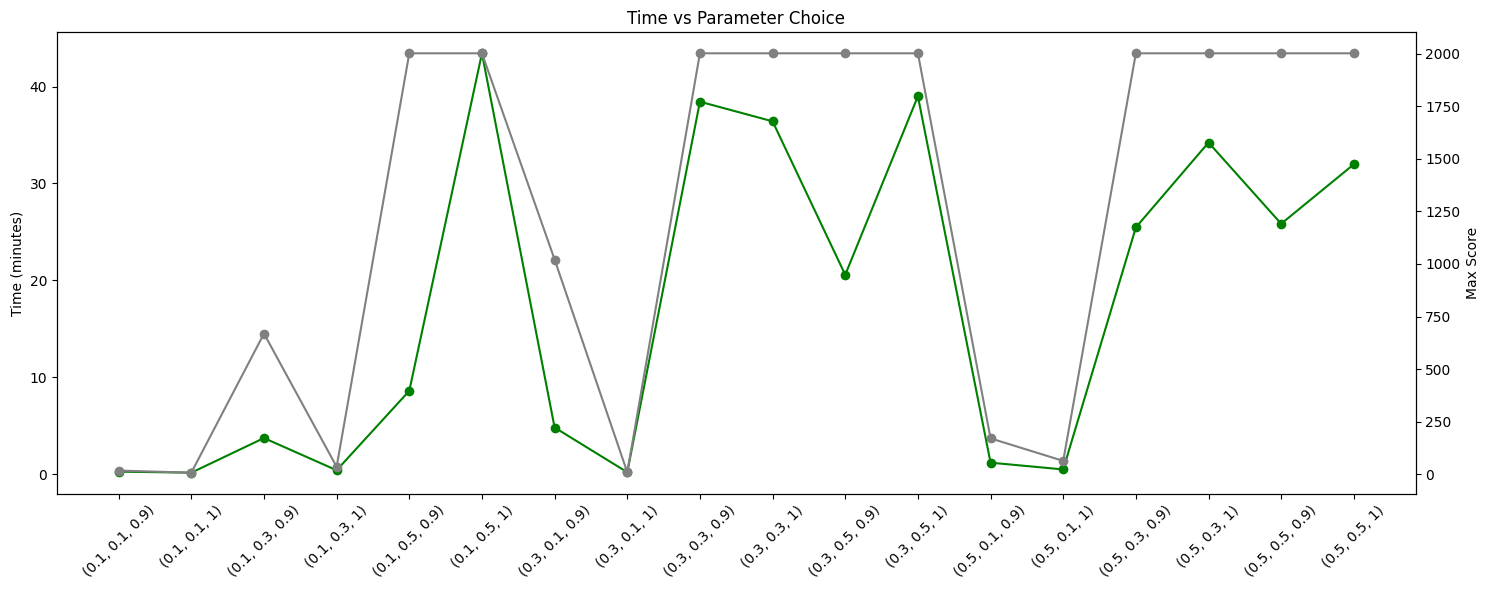 Time vs Parameter Choice
Time (minutes)
40
30
20
10
0
2000
1750
1500
1250
1000
750
500
250
0
Max Score
(0.1, 0.1, 0.9)
(0.1, 0.1, 1)
(0.1, 0.3, 0.9)
(0.1, 0.3, 1)
(0.1, 0.5, 0.9)
(0.1, 0.5, 1)
(0.3, 0.1, 0.9)
(0.3, 0.1, 1)
(0.3, 0.3, 0.9)
(0.3, 0.3, 1)
(0.3, 0.5, 0.9)
(0.3, 0.5, 1)
(0.5, 0.1, 0.9)
(0.5, 0.1, 1)
(0.5, 0.3, 0.9)
(0.5, 0.3, 1)
(0.5, 0.5, 0.9)
(0.5, 0.5, 1)